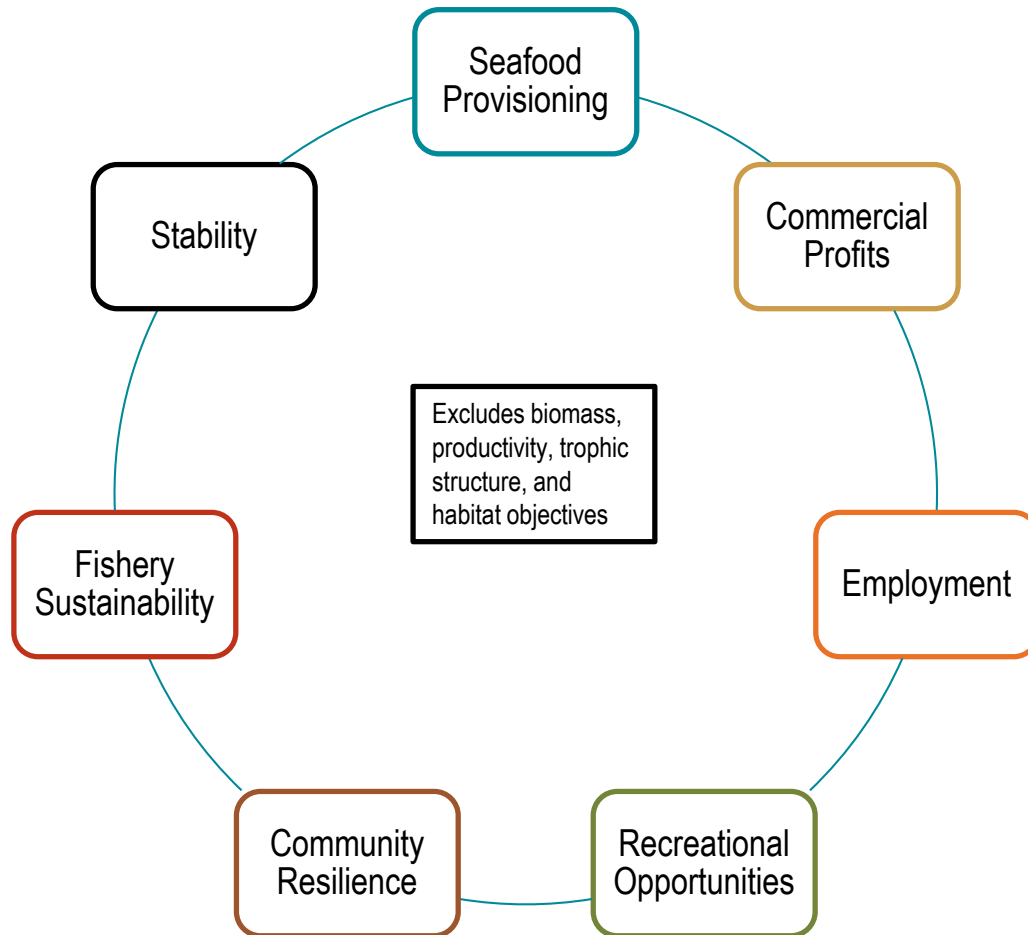 Seafood
Provisioning
Commercial
Profits
Employment
Recreational
Opportunities
Community
Resilience
Fishery
Sustainability
Stability
Excludes biomass,
productivity, trophic
structure, and
habitat objectives